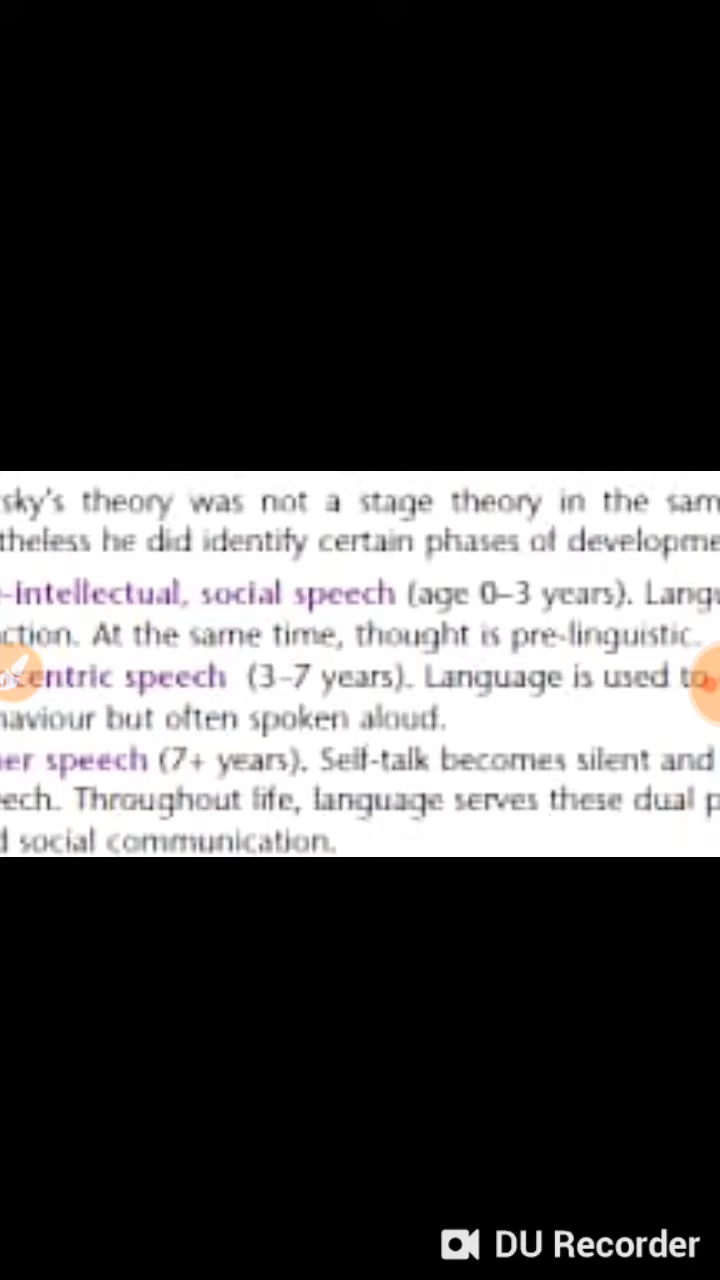 sky's theory was not a stage theory in the sam
theless he did identify certain phases of developme
-intellectual, social speech (age 0–3 years). Langu
ction. At the same time, thought is pre-linguistic.
centric speech (3–7 years). Language is used to
haviour but often spoken aloud.
er speech (7+ years). Self-talk becomes silent and
ech. Throughout life, language serves these dual p
d social communication.
DU Recorder